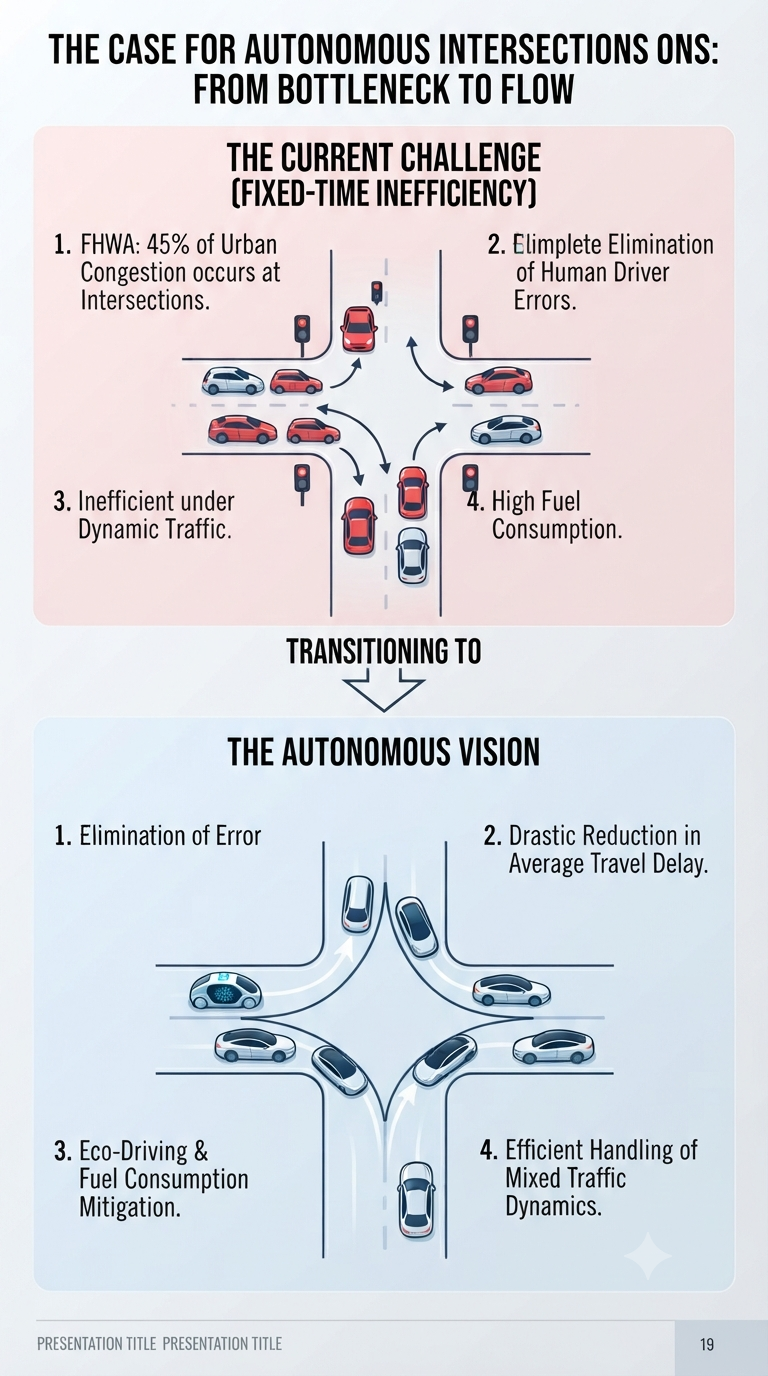 THE CASE FOR AUTONOMOUS INTERSECTIONS ONS:
FROM BOTTLENECK TO FLOW
THE CURRENT CHALLENGE
(FIXED-TIME INEFFICIENCY)
1. FHWA: 45% of Urban
Congestion occurs at
Intersections.
2. Elimplete Elimination
of Human Driver
Errors.
3. Inefficient under
Dynamic Traffic.
4. High Fuel
Consumption.
TRANSITIONING TO
THE AUTONOMOUS VISION
1. Elimination of Error
2. Drastic Reduction in
Average Travel Delay.
3. Eco-Driving &
Fuel Consumption
Mitigation.
4. Efficient Handling of
Mixed Traffic
Dynamics.
PRESENTATION TITLE PRESENTATION TITLE
19